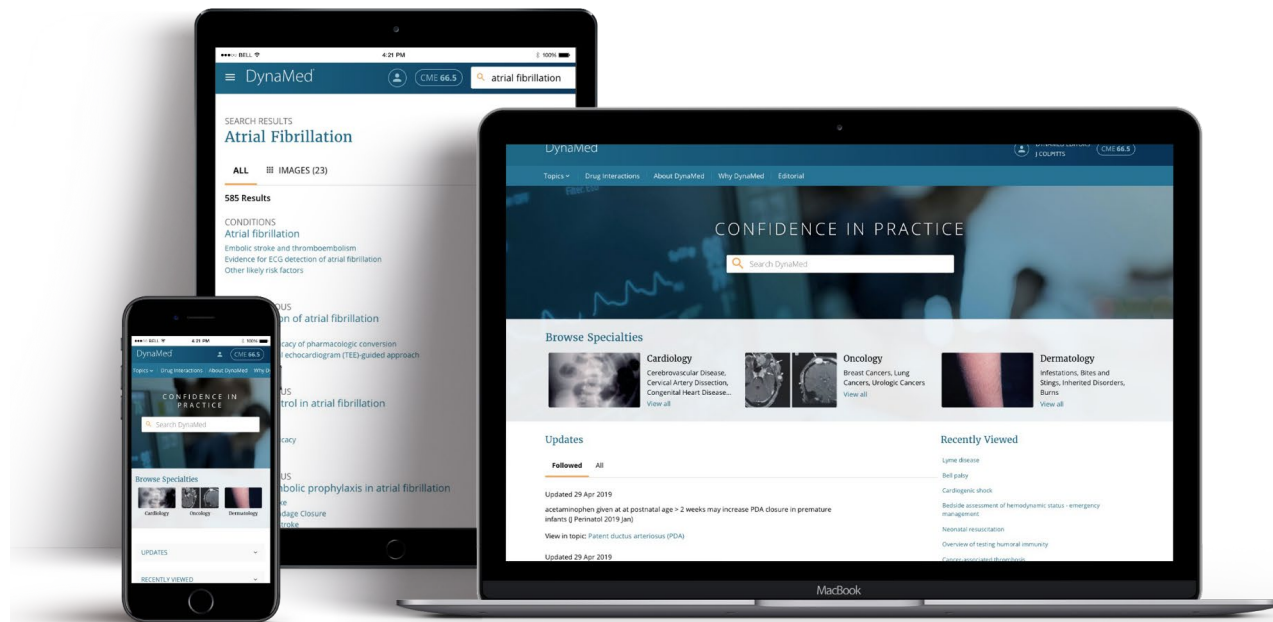 BELL
4:21 PM
100%
DynaMed
CME 66.5
atrial fibrillation
SEARCH RESULTS
Atrial Fibrillation
ALL
IMAGES (23)
585 Results
CONDITIONS
Atrial fibrillation
Embolic stroke and thromboembolism
Evidence for ECG detection of atrial fibrillation
Other likely risk factors
of atrial fibrillation
cacy of pharmacologic conversion
echocardiogram (TEE)-guided approach
trol in atrial fibrillation
cacy
bolic prophylaxis in atrial fibrillation
dage Closure
troke
DynaMed
J COLPITTS
CME 66.5
Topics
Drug Interactions
About DynaMed
Why DynaMed
Editorial
CONFIDENCE IN PRACTICE
Search DynaMed
Browse Specialties
Cardiology
Cerebrovascular Disease,
Cervical Artery Dissection,
Congenital Heart Disease...
View all
Oncology
Breast Cancers, Lung
Cancers, Urologic Cancers
View all
Dermatology
Infestations, Bites and
Stings, Inherited Disorders,
Burns
View all
Updates
Followed
All
Updated 29 Apr 2019
acetaminophen given at at postnatal age > 2 weeks may increase PDA closure in premature
infants (J Perinatol 2019 Jan)
View in topic: Patent ductus arteriosus (PDA)
Updated 29 Apr 2019
Recently Viewed
Lyme disease
Bell palsy
Cardiogenic shock
Bedside assessment of hemodynamic status - emergency
management
Neonatal resuscitation
Overview of testing humoral immunity
Cancer-associated thrombosis
MacBook
BELL
4:21 PM
100%
DynaMed
CME 66.5
Topics
Drug Interactions
About DynaMed
Why D
CONFIDENCE IN
PRACTICE
Search DynaMed
Browse Specialties
Cardiology
Oncology
Dermatology
UPDATES
RECENTLY VIEWED